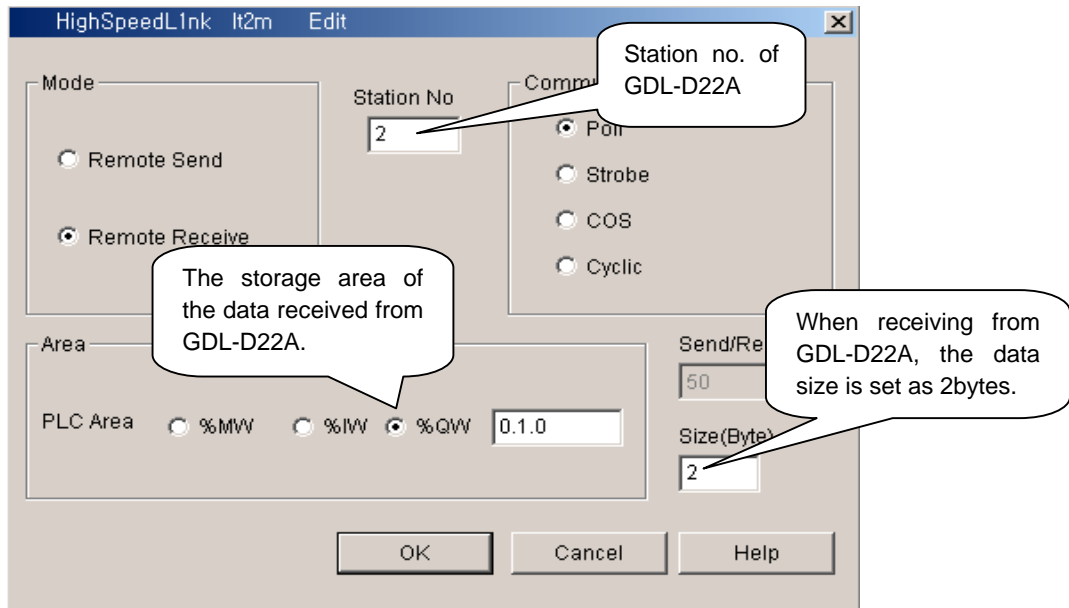 HighSpeedL1nk It2m Edit
Station no. of
GDL-D22A
Mode
Station No
2
Remote Send
Remote Receive
Poll
Strobe
COS
Cyclic
The storage area of
the data received from
GDL-D22A.
Area
PLC Area %MW %IW %QW 0.1.0
When receiving from
GDL-D22A, the data
size is set as 2bytes.
50
Size(Byte)
2
OK Cancel Help